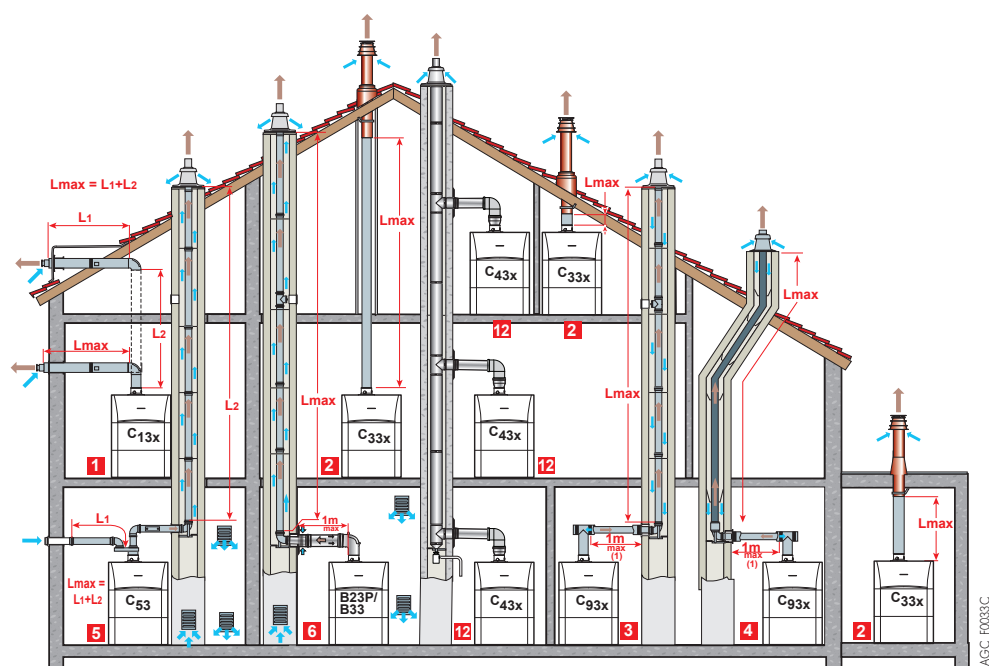 Lmax = L1+L2
L1
Lmax
L2
Lmax
C13x
1
L2
Lmax
Lmax
C33x
2
C43x
12
Lmax
C33x
2
C43x
12
Lmax
Lmax
L1
Lmax =
L1+L2
C53
5
1m
max
B23P/
B33
6
C43x
12
1m
max
(1)
C93x
3
1m
max
(1)
C93x
4
Lmax
C33x
2
AGC_F0033C